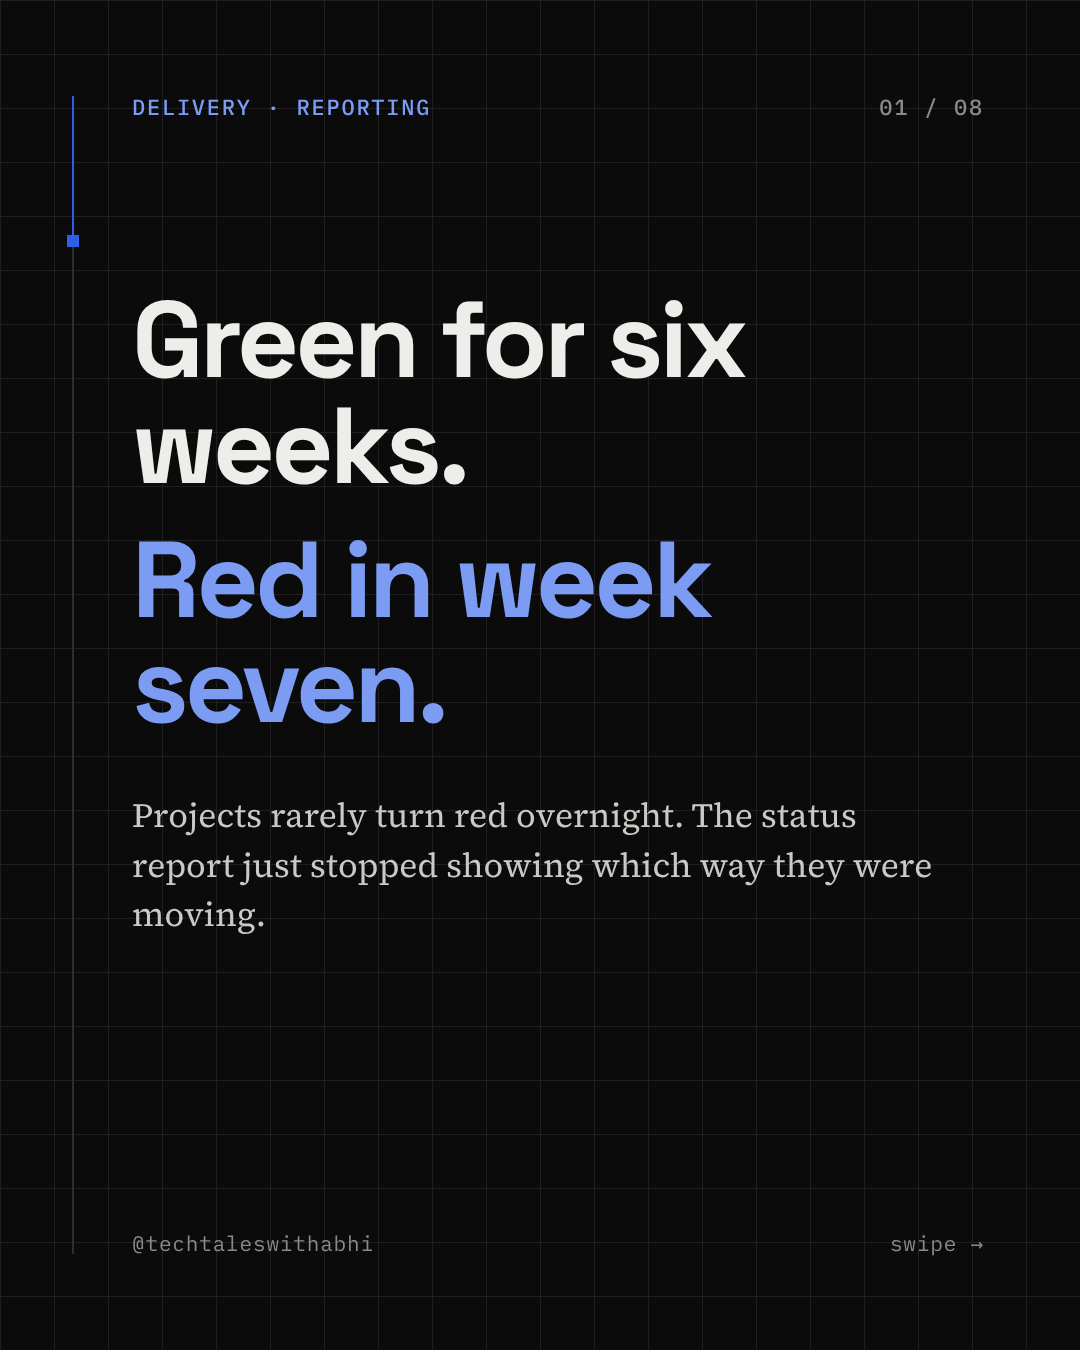 DELIVERY · REPORTING
01 / 08
Green for six
weeks.
Red in week
seven.
Projects rarely turn red overnight. The status
report just stopped showing which way they were
moving.
@techtaleswithabhi
swipe →